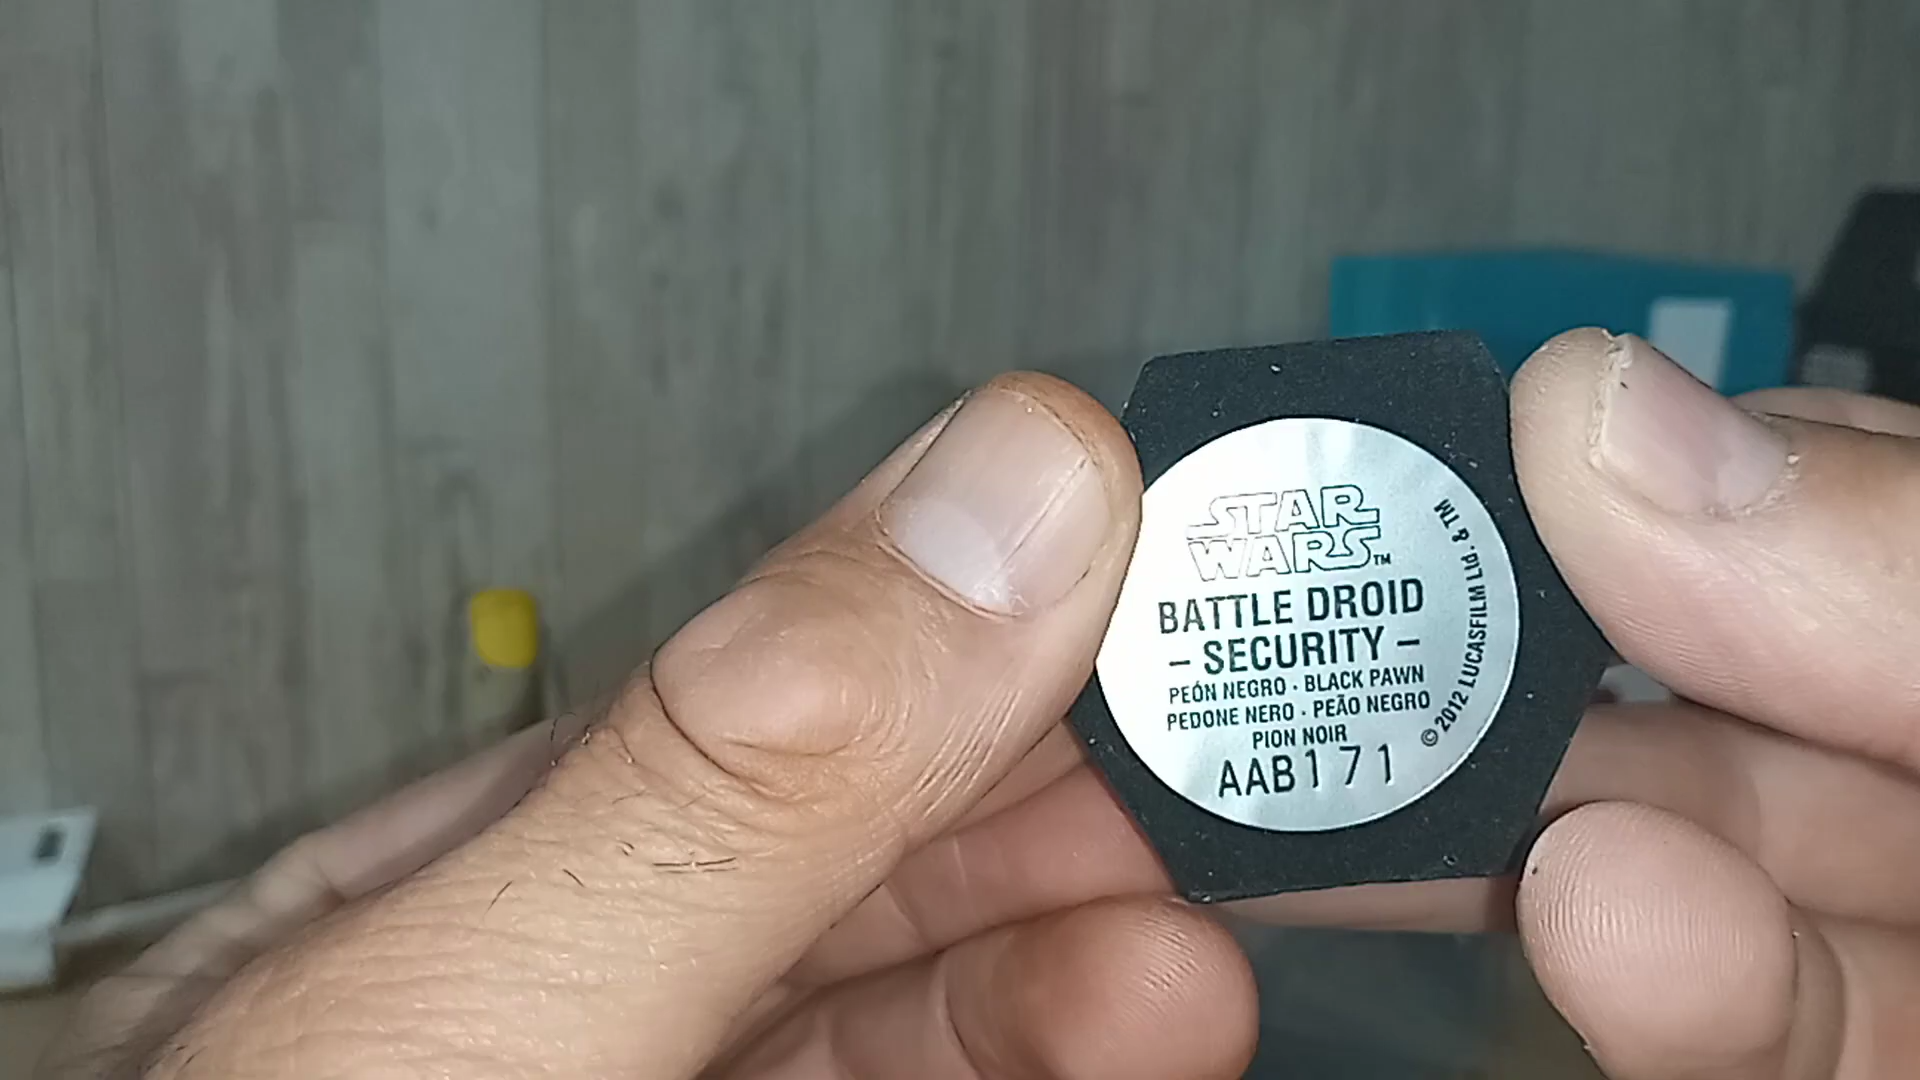 STAR
WARS™
BATTLE DROID
– SECURITY –
PEÓN NEGRO · BLACK PAWN
PEDONE NERO · PEÃO NEGRO
PION NOIR
AAB171
© 2012 LUCASFILM Ltd. & TM